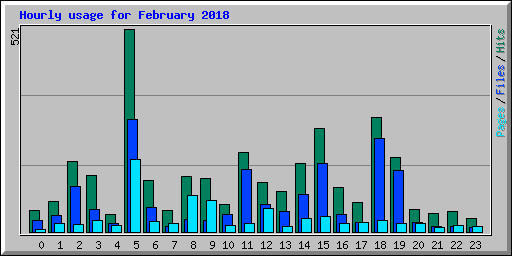 Hourly usage for February 2018
521
Pages / Files / Hits
0 1 2 3 4 5 6 7 8 9 10 11 12 13 14 15 16 17 18 19 20 21 22 23